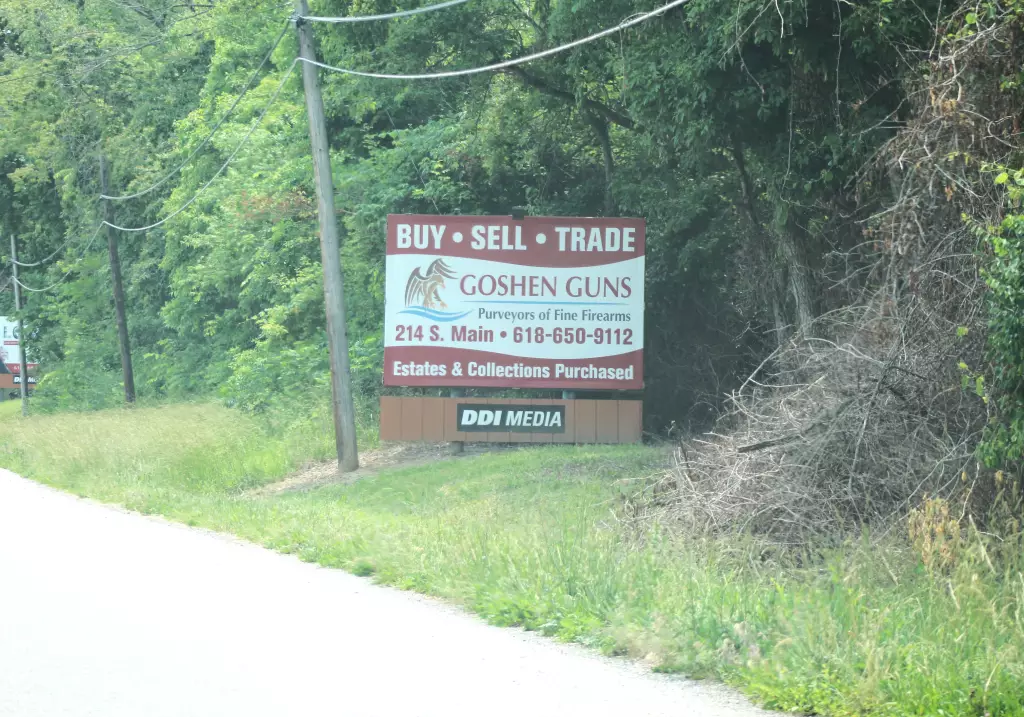 BUY • SELL • TRADE
GOSHEN GUNS
Purveyors of Fine Firearms
214 S. Main • 618-650-9112
Estates & Collections Purchased
DDI MEDIA